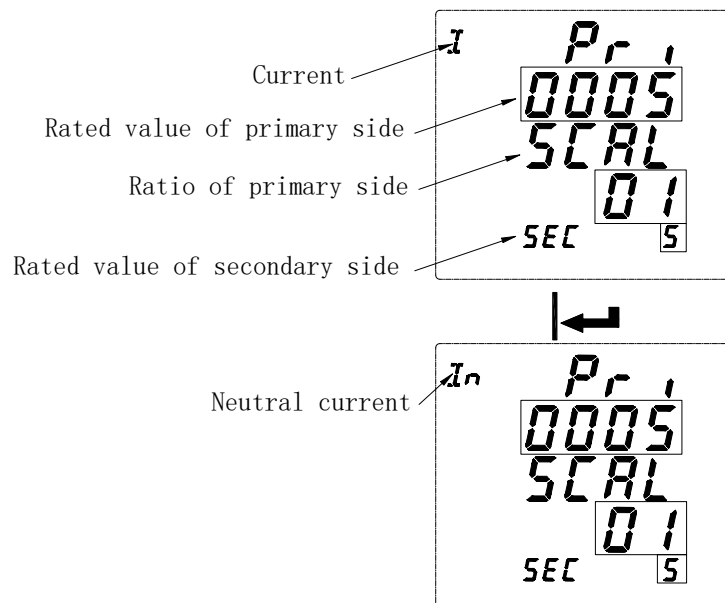 I Pri
Current
0005
Rated value of primary side
SCAL
Ratio of primary side
01
SEC 5
Rated value of secondary side
In Pri
Neutral current
0005
SCAL
01
SEC 5